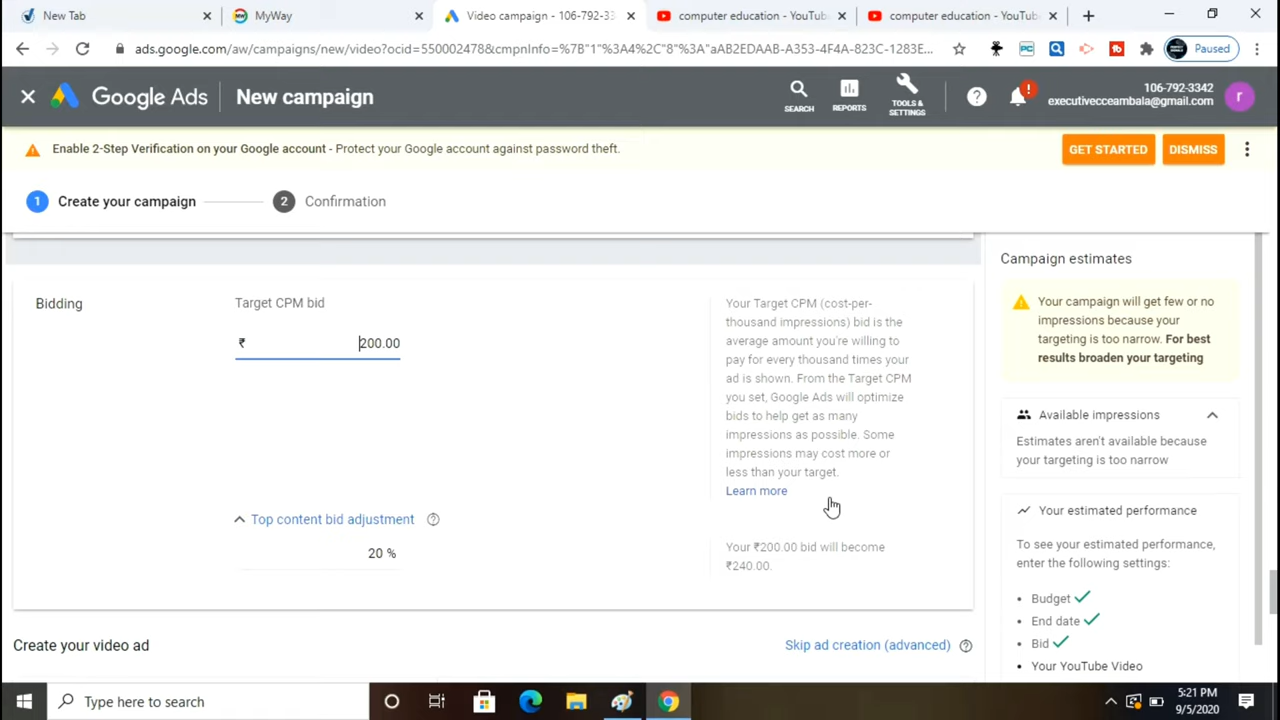 New Tab
MyWay
Video campaign - 106-792-33
computer education - YouTub
computer education - YouTub
ads.google.com/aw/campaigns/new/video?ocid=550002478&cmpnInfo=%7B"1"%3A4%2C"8"%3A"aAB2EDAAB-A353-4F4A-823C-1283E...
Paused
Google Ads
New campaign
SEARCH
REPORTS
TOOLS & SETTINGS
106-792-3342
executivecceambala@gmail.com
r
Enable 2-Step Verification on your Google account - Protect your Google account against password theft.
GET STARTED
DISMISS
1 Create your campaign
2 Confirmation
Bidding
Target CPM bid
₹ 200.00
Your Target CPM (cost-per-
thousand impressions) bid is the
average amount you're willing to
pay for every thousand times your
ad is shown. From the Target CPM
you set, Google Ads will optimize
bids to help get as many
impressions as possible. Some
impressions may cost more or
less than your target.
Learn more
Top content bid adjustment
20 %
Your ₹200.00 bid will become
₹240.00.
Create your video ad
Skip ad creation (advanced)
Campaign estimates
Your campaign will get few or no
impressions because your
targeting is too narrow. For best
results broaden your targeting
Available impressions
Estimates aren't available because
your targeting is too narrow
Your estimated performance
To see your estimated performance,
enter the following settings:
• Budget
• End date
• Bid
• Your YouTube Video
Type here to search
5:21 PM
9/5/2020